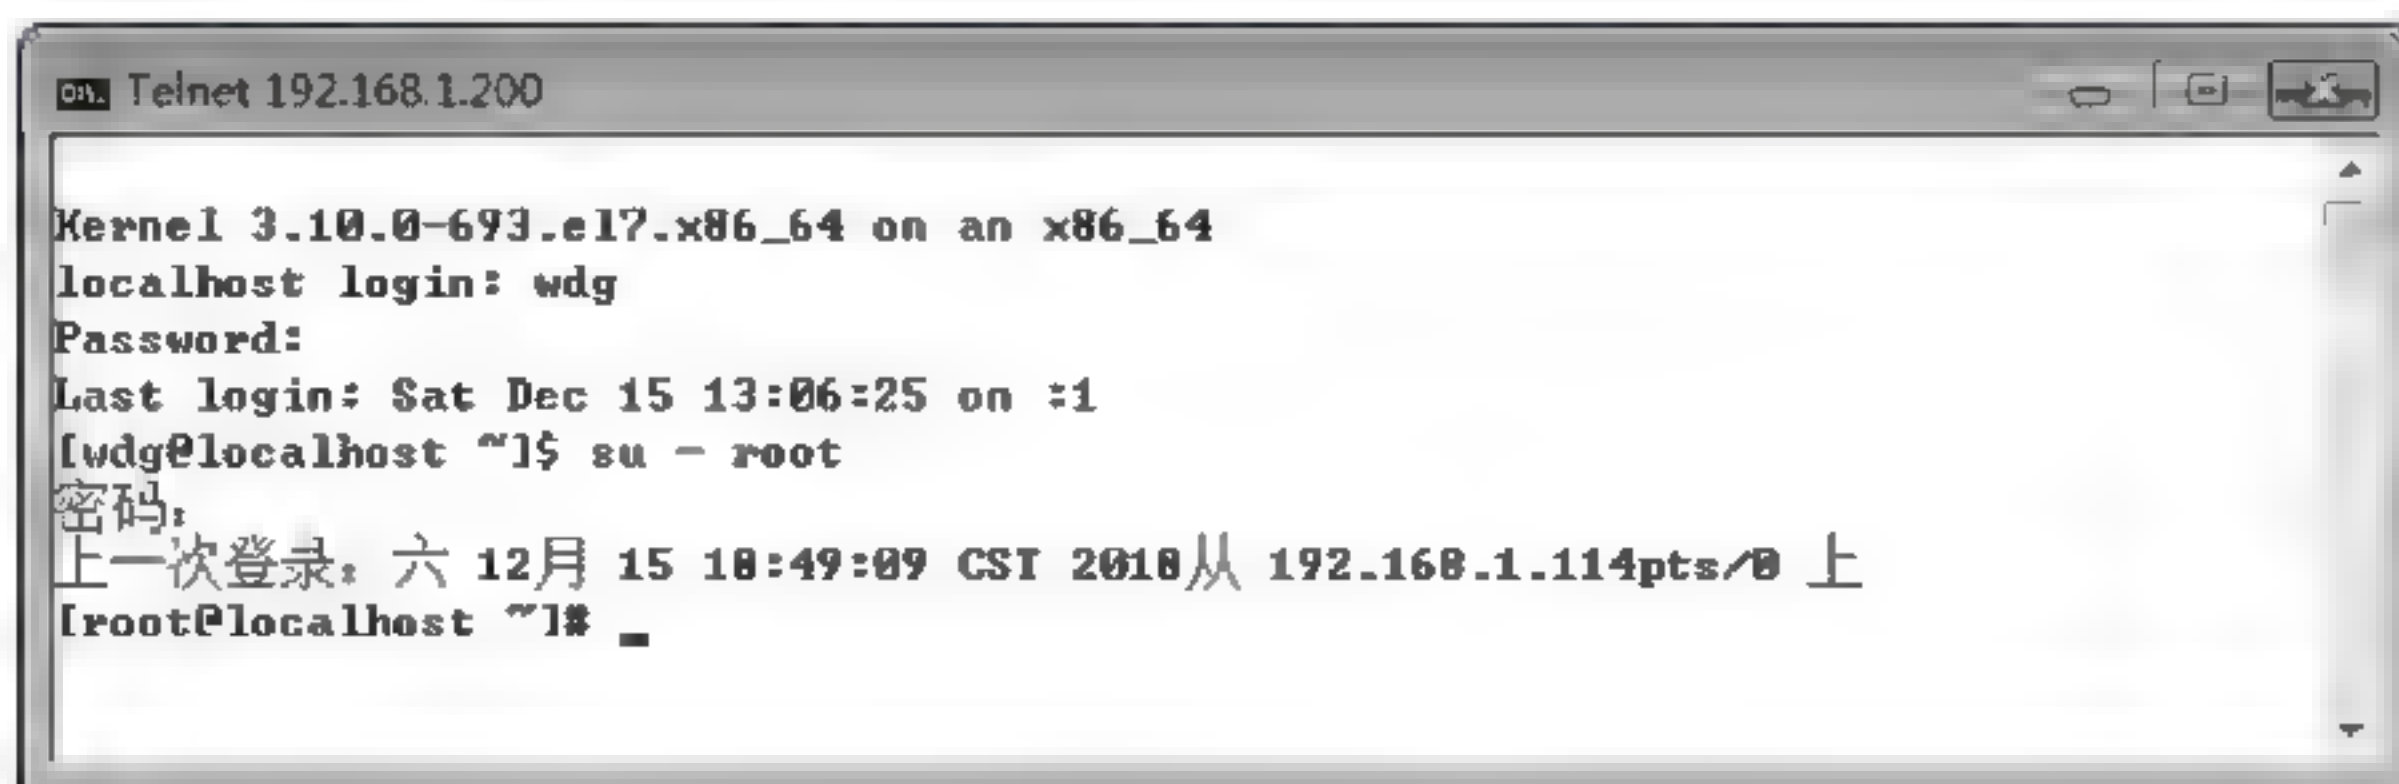 Telnet 192.168.1.200
Kernel 3.10.0-693.el7.x86_64 on an x86_64
localhost login: wdg
Password:
Last login: Sat Dec 15 13:06:25 on :1
[wdg@localhost ~]$ su - root
密码：
上一次登录：六 12月 15 18:49:09 CST 2018从 192.168.1.114pts/0 上
[root@localhost ~]# _